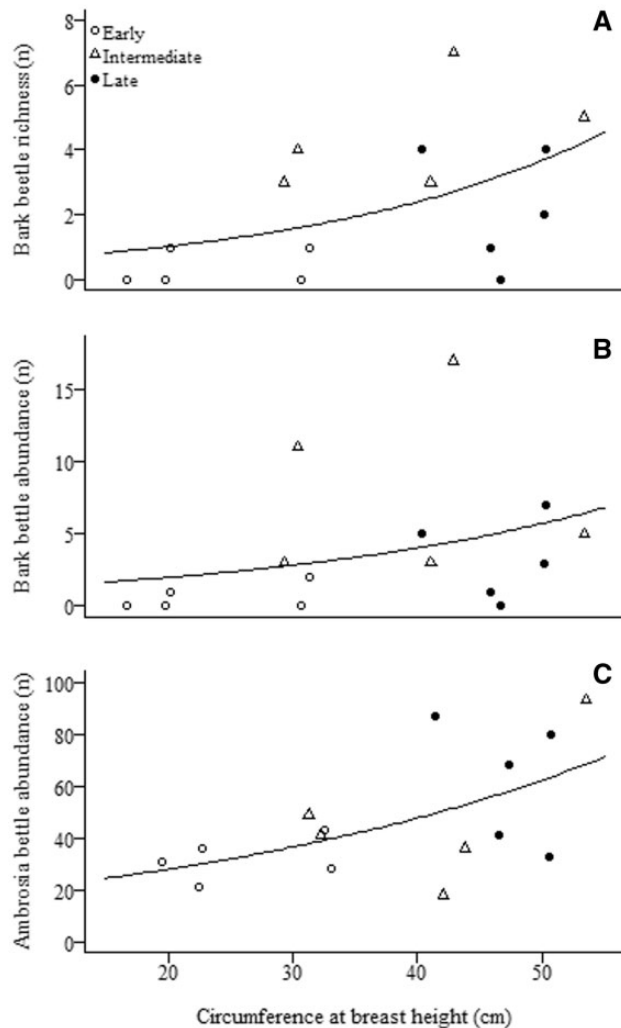 A
8
6
4
2
0
Bark beetle richness (n)
Early
Intermediate
Late
B
15
10
5
0
Bark bettle abundance (n)
C
100
80
60
40
20
0
Ambrosia bettle abundance (n)
20 30 40 50
Circumference at breast height (cm)